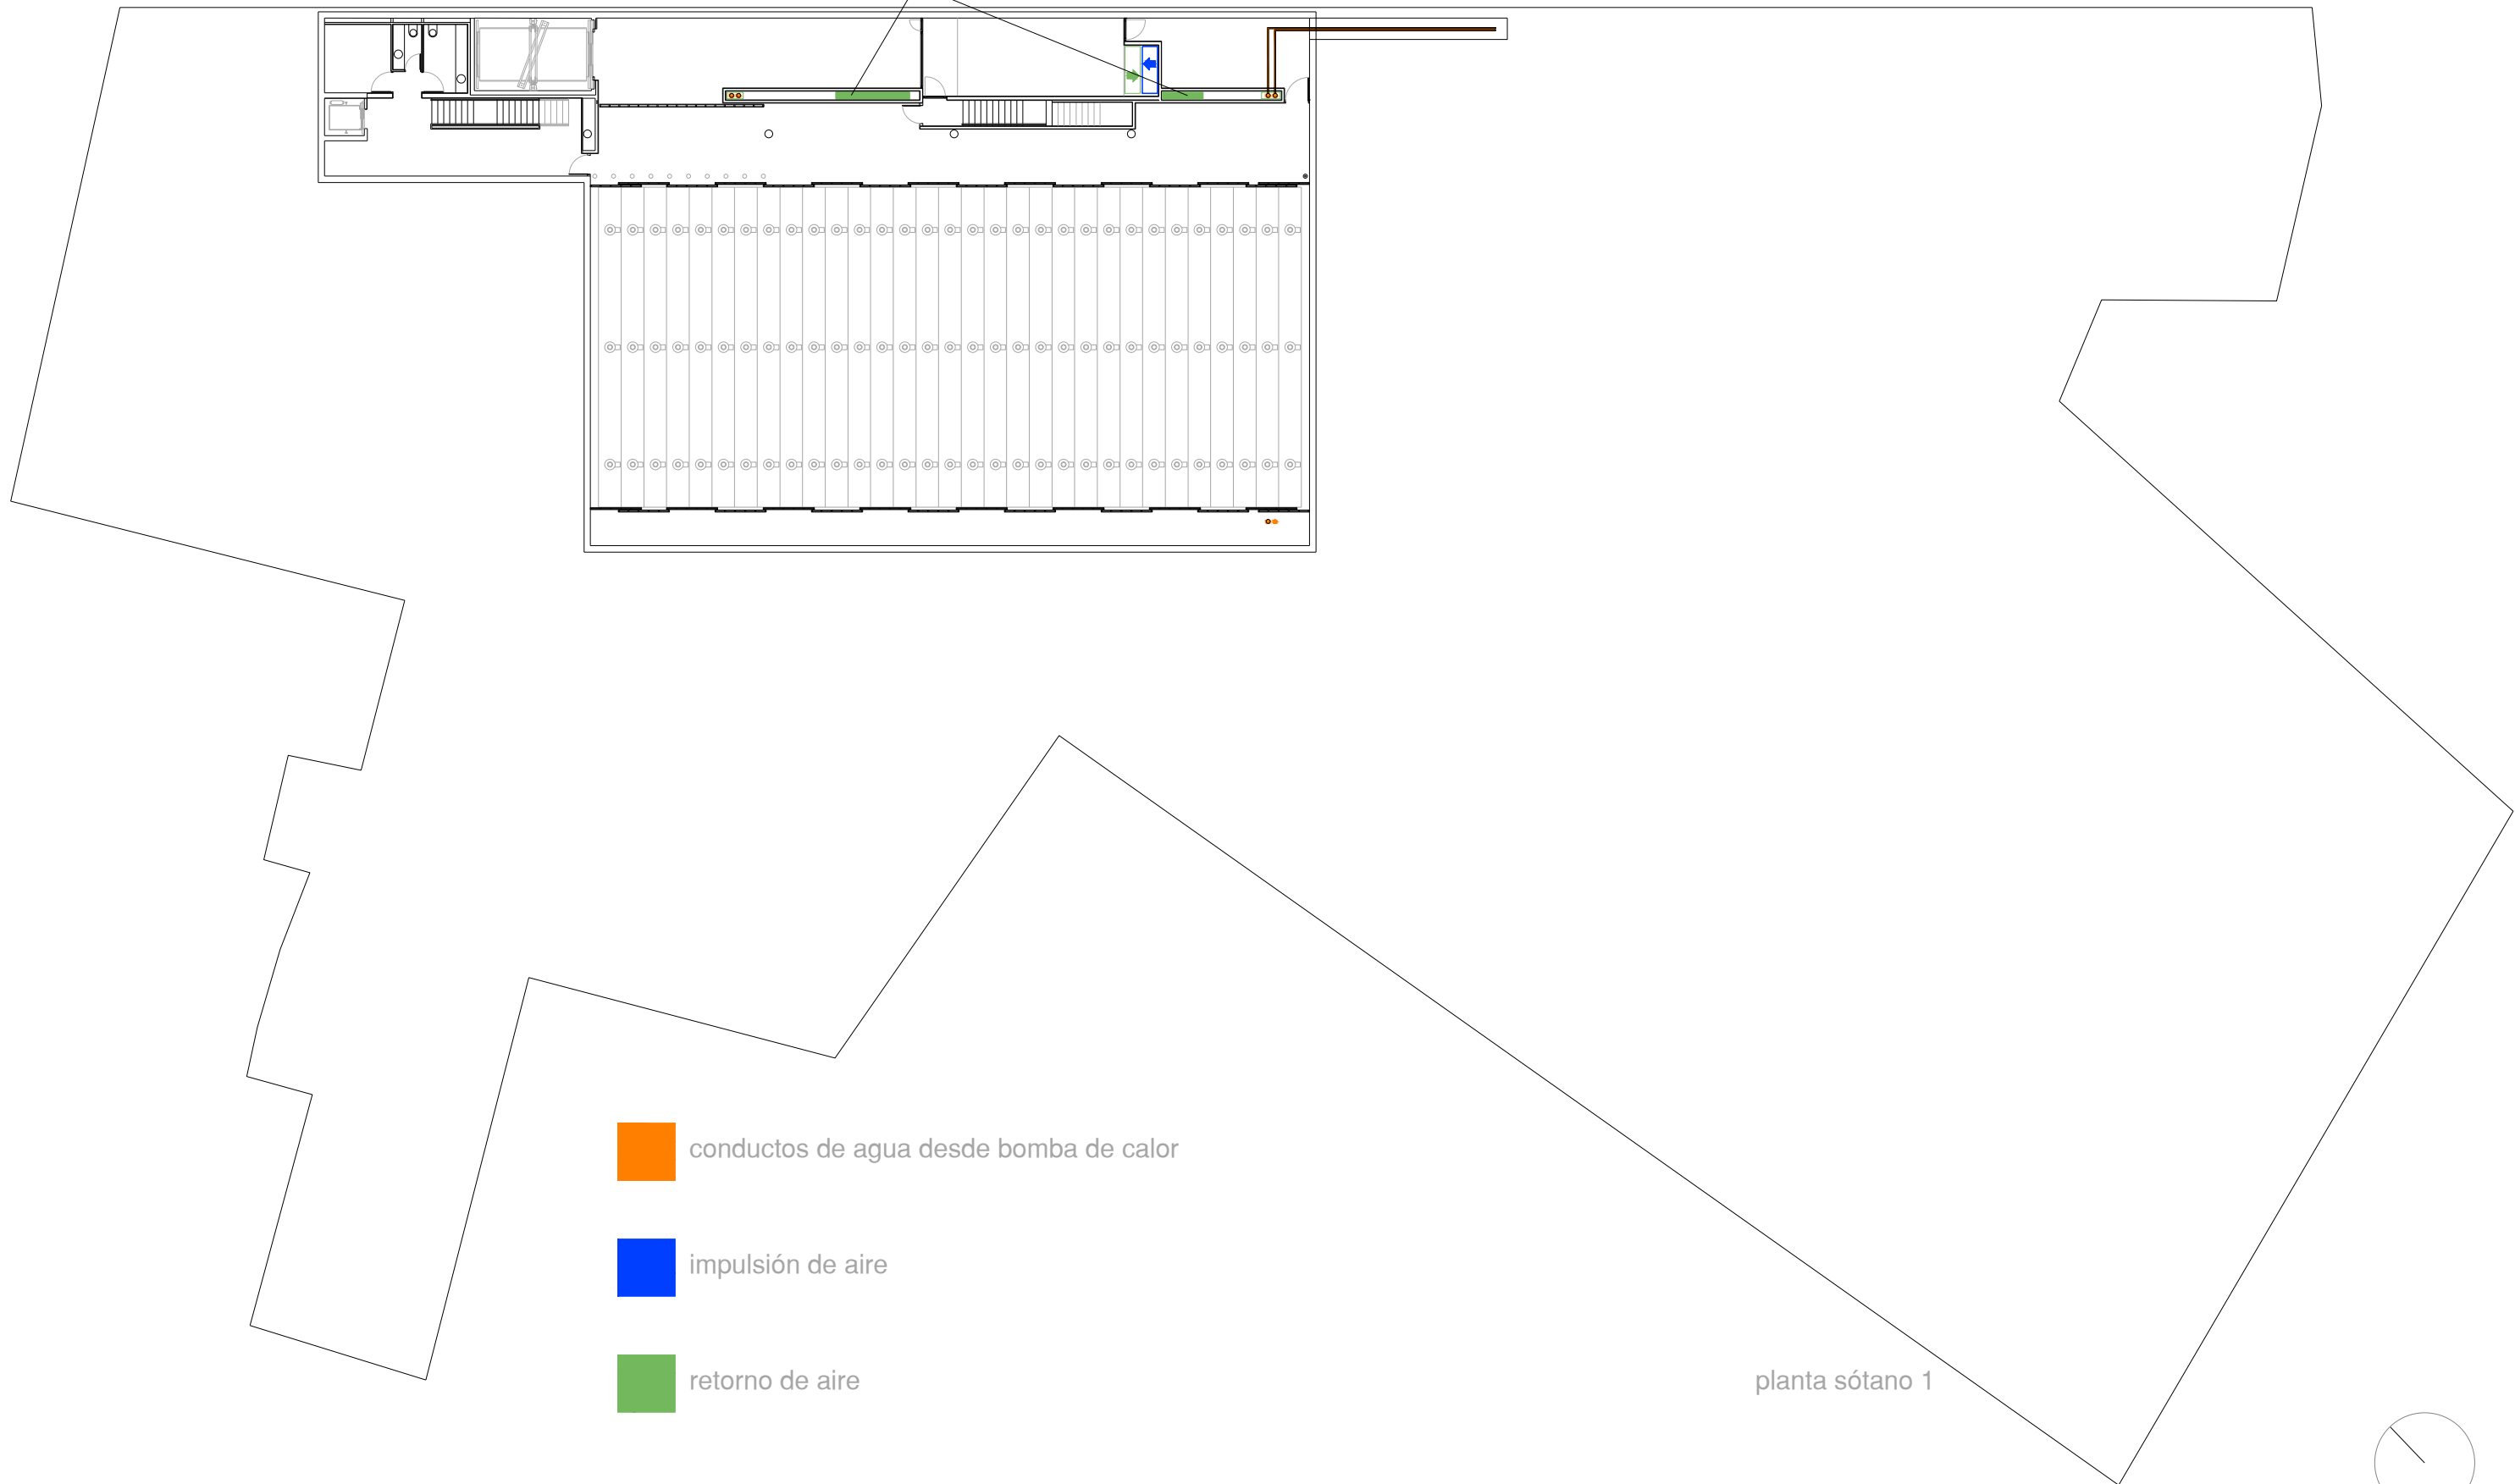 conductos de agua desde bomba de calor
impulsión de aire
retorno de aire
planta sótano 1